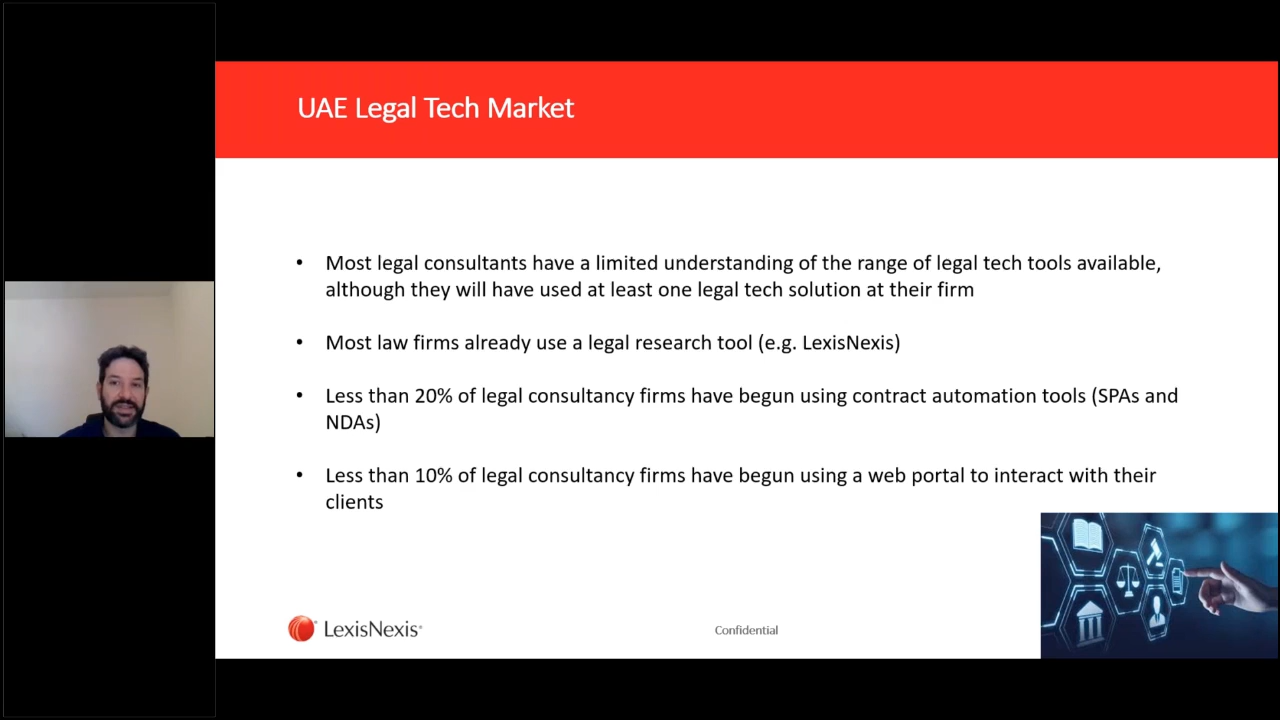 UAE Legal Tech Market
• Most legal consultants have a limited understanding of the range of legal tech tools available,
although they will have used at least one legal tech solution at their firm
• Most law firms already use a legal research tool (e.g. LexisNexis)
• Less than 20% of legal consultancy firms have begun using contract automation tools (SPAs and
NDAs)
• Less than 10% of legal consultancy firms have begun using a web portal to interact with their
clients
LexisNexis®
Confidential